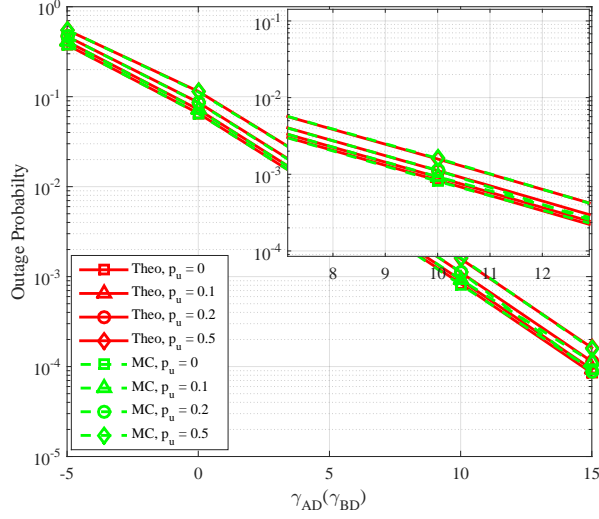 Outage Probabilty
10^0
10^-1
10^-2
10^-3
10^-4
10^-5
10^-1
10^-2
10^-3
10^-4
8 9 10 11 12
Theo, p_u = 0
Theo, p_u = 0.1
Theo, p_u = 0.2
Theo, p_u = 0.5
MC, p_u = 0
MC, p_u = 0.1
MC, p_u = 0.2
MC, p_u = 0.5
-5 0 10 15
γ_AD(γ_BD)